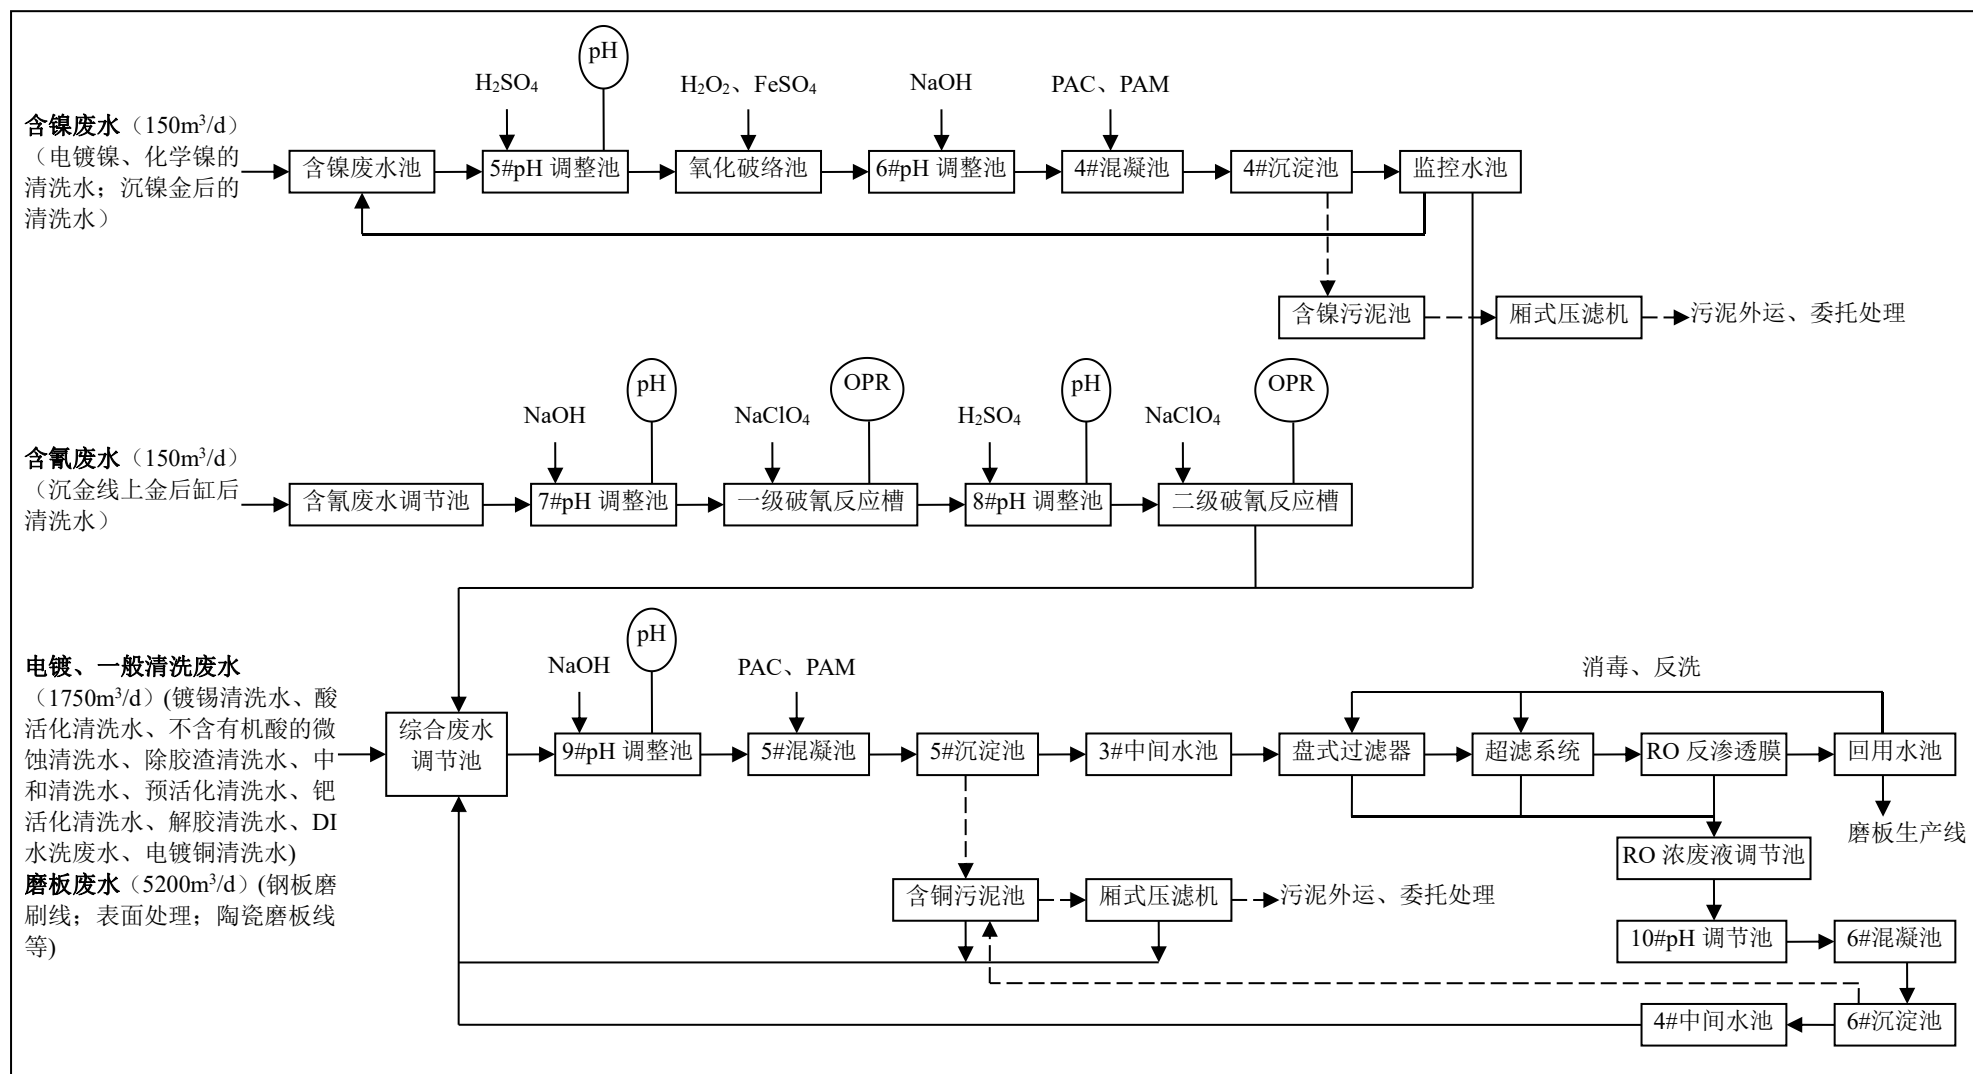 pH
H₂SO₄
H₂O₂、FeSO₄
NaOH
PAC、PAM
含镍废水（150m³/d）
（电镀镍、化学镍的
清洗水；沉镍金后的
清洗水）
含镍废水池
5#pH 调整池
氧化破络池
6#pH 调整池
4#混凝池
4#沉淀池
监控水池
含镍污泥池
厢式压滤机
污泥外运、委托处理
pH
OPR
pH
OPR
NaOH
NaClO₄
H₂SO₄
NaClO₄
含氰废水（150m³/d）
（沉金线上金后缸后
清洗水）
含氰废水调节池
7#pH 调整池
一级破氰反应槽
8#pH 调整池
二级破氰反应槽
pH
NaOH
PAC、PAM
消毒、反洗
电镀、一般清洗废水
（1750m³/d）(镀锡清洗水、酸
活化清洗水、不含有机酸的微
蚀清洗水、除胶渣清洗水、中
和清洗水、预活化清洗水、钯
活化清洗水、解胶清洗水、DI
水洗废水、电镀铜清洗水)
磨板废水（5200m³/d）(钢板磨
刷线；表面处理；陶瓷磨板线
等)
综合废水
调节池
9#pH 调整池
5#混凝池
5#沉淀池
3#中间水池
盘式过滤器
超滤系统
RO 反渗透膜
回用水池
磨板生产线
RO 浓废液调节池
含铜污泥池
厢式压滤机
污泥外运、委托处理
10#pH 调节池
6#混凝池
4#中间水池
6#沉淀池